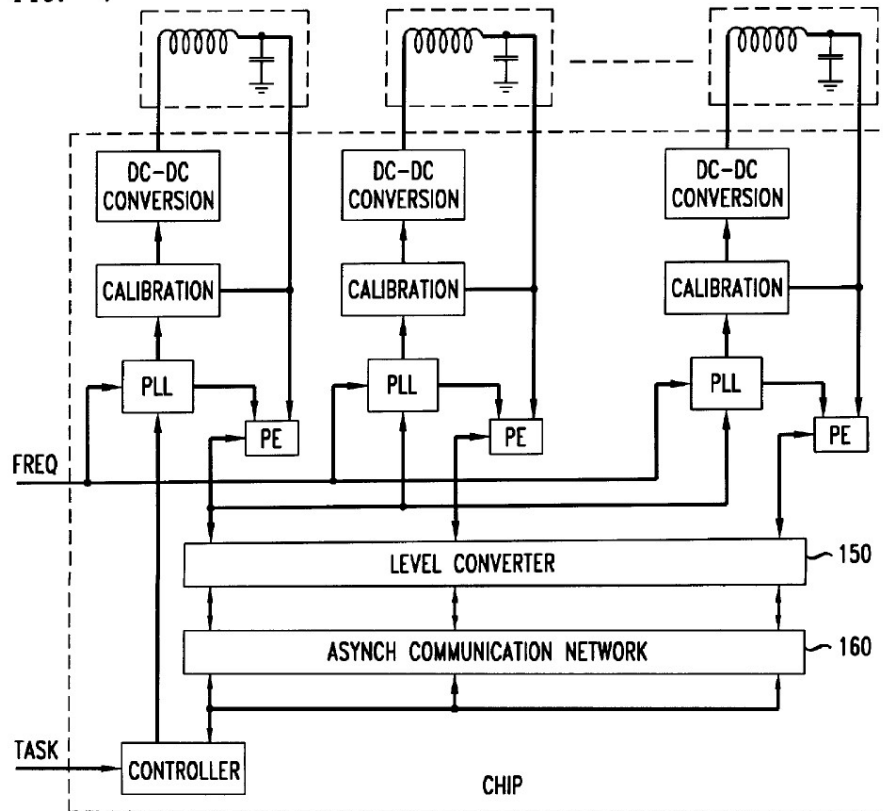 DC-DC
CONVERSION
DC-DC
CONVERSION
DC-DC
CONVERSION
CALIBRATION
CALIBRATION
CALIBRATION
PLL
PLL
PLL
PE
PE
PE
FREQ
LEVEL CONVERTER
150
ASYNCH COMMUNICATION NETWORK
160
TASK
CONTROLLER
CHIP